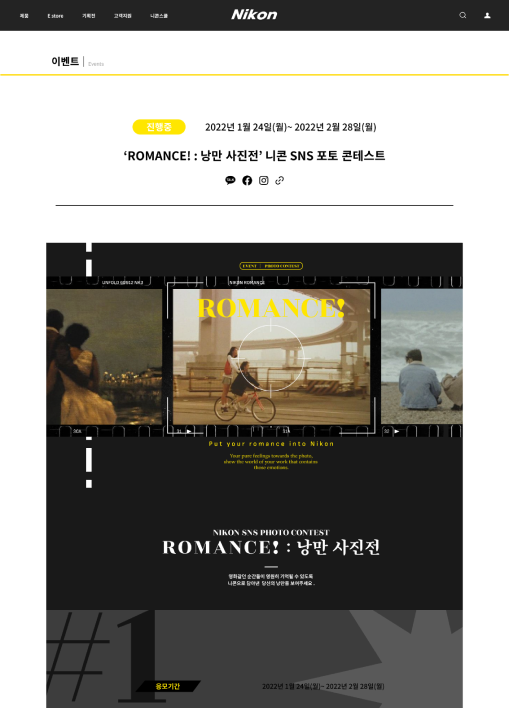 제품 E store 기획전 고객지원 니콘스쿨
Nikon
이벤트 Events
진행중 2022년 1월 24일(월)~ 2022년 2월 28일(월)
‘ROMANCE! : 낭만 사진전’ 니콘 SNS 포토 콘테스트
EVENT | PHOTO CONTEST
NIKON ROMANCE
ROMANCE!
30A 31 31A 32
Put your romance into Nikon
Your pure feelings towards the photo,
show the world of your work that contains
those emotions.
NIKON SNS PHOTO CONTEST
ROMANCE! : 낭만 사진전
영화같인 순간들이 영원히 기억될 수 있도록
니콘으로 담아낸 당신의 낭만을 보여주세요.
#1
응모기간 2022년 1월 24일(월)~ 2022년 2월 28일(월)